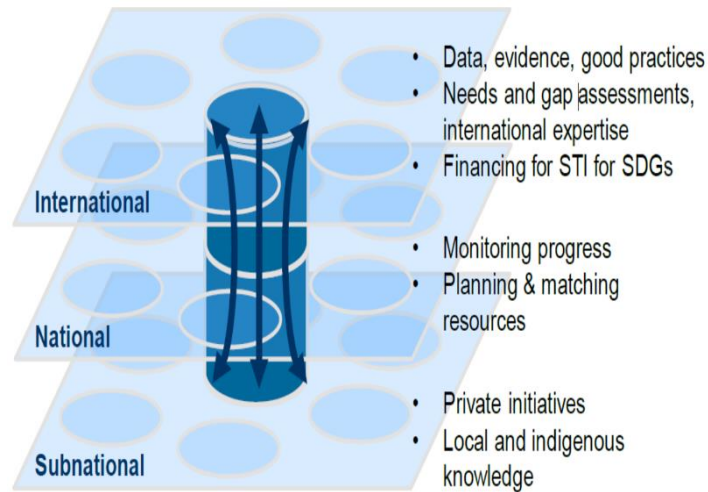 • Data, evidence, good practices
• Needs and gap assessments,
international expertise
• Financing for STI for SDGs
International
• Monitoring progress
• Planning & matching
resources
National
• Private initiatives
• Local and indigenous
knowledge
Subnational